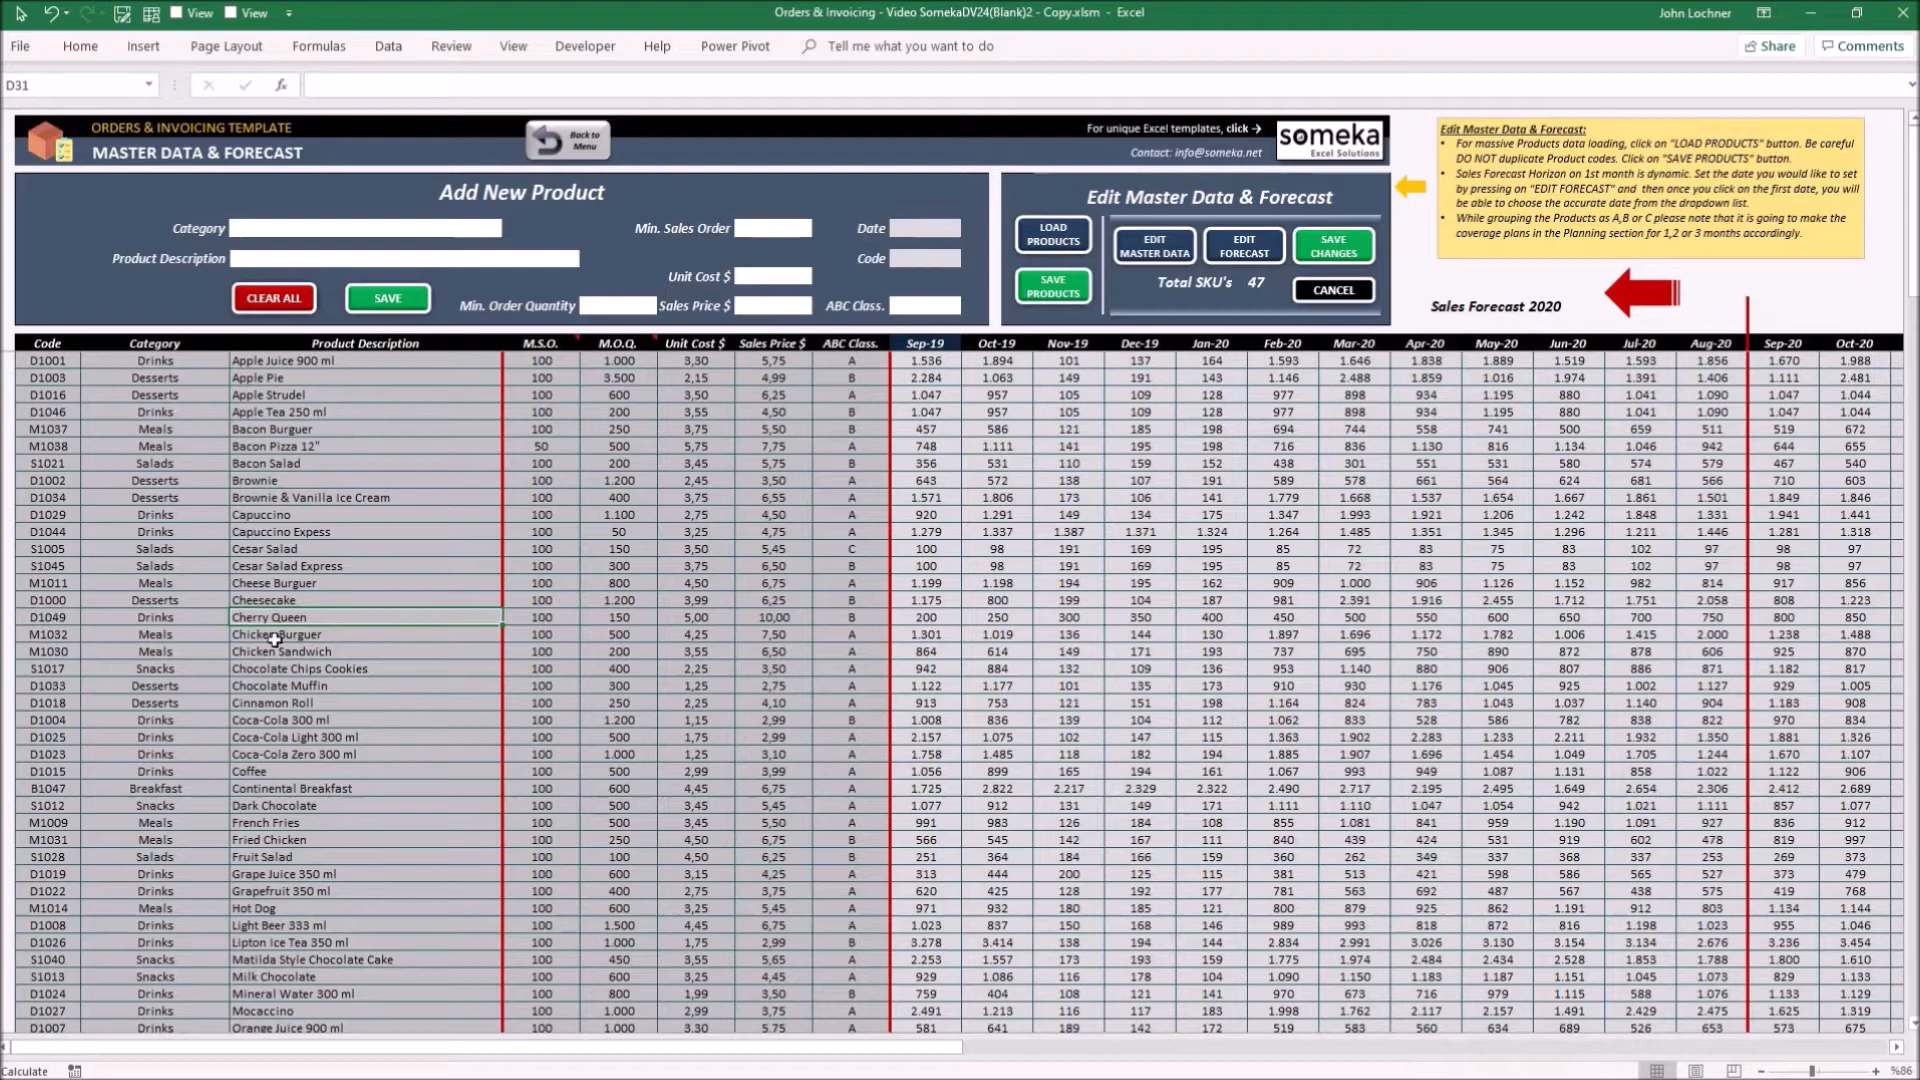 View View Orders & Invoicing - Video SomekaDV24(Blank)2 - Copy.xlsm - Excel John Lochner
File Home Insert Page Layout Formulas Data Review View Developer Help Power Pivot Tell me what you want to do Share Comments
D31 fx
ORDERS & INVOICING TEMPLATE
MASTER DATA & FORECAST
Back to Menu
For unique Excel templates, click →
Contact: info@someka.net
someka
Excel Solutions
Edit Master Data & Forecast:
• For massive Products data loading, click on "LOAD PRODUCTS" button. Be careful
DO NOT duplicate Product codes. Click on "SAVE PRODUCTS" button.
• Sales Forecast Horizon on 1st month is dynamic. Set the date you would like to set
by pressing on "EDIT FORECAST" and then once you click on the first date, you will
be able to choose the accurate date from the dropdown list.
• While grouping the Products as A,B or C please note that it is going to make the
coverage plans in the Planning section for 1,2 or 3 months accordingly.
Add New Product
Category Min. Sales Order Date
Product Description Code
Unit Cost $
CLEAR ALL SAVE Min. Order Quantity Sales Price $ ABC Class.
Edit Master Data & Forecast
LOAD PRODUCTS EDIT MASTER DATA EDIT FORECAST SAVE CHANGES
SAVE PRODUCTS Total SKU's 47 CANCEL
Sales Forecast 2020
Code Category Product Description M.S.O. M.O.Q. Unit Cost $ Sales Price $ ABC Class. Sep-19 Oct-19 Nov-19 Dec-19 Jan-20 Feb-20 Mar-20 Apr-20 May-20 Jun-20 Jul-20 Aug-20 Sep-20 Oct-20
D1001 Drinks Apple Juice 900 ml 100 1.000 3,30 5,75 A 1.536 1.894 101 137 164 1.593 1.646 1.838 1.889 1.519 1.593 1.856 1.670 1.988
D1003 Desserts Apple Pie 100 3.500 2,15 4,99 B 2.284 1.063 149 191 143 1.146 2.488 1.859 1.016 1.974 1.391 1.406 1.111 2.481
D1016 Desserts Apple Strudel 100 600 3,50 6,25 A 1.047 957 105 109 128 977 898 934 1.195 880 1.041 1.090 1.047 1.044
D1046 Drinks Apple Tea 250 ml 100 200 3,55 4,50 B 1.047 957 105 109 128 977 898 934 1.195 880 1.041 1.090 1.047 1.044
M1037 Meals Bacon Burguer 100 250 3,75 5,50 B 457 586 121 185 198 694 744 558 741 500 659 511 519 672
M1038 Meals Bacon Pizza 12" 50 500 5,75 7,75 A 748 1.111 141 195 198 716 836 1.130 816 1.134 1.046 942 644 655
S1021 Salads Bacon Salad 100 200 3,45 5,75 B 356 531 110 159 152 438 301 551 531 580 574 579 467 540
D1002 Desserts Brownie 100 1.200 2,45 3,50 A 643 572 138 107 191 589 578 661 564 624 681 566 710 603
D1034 Desserts Brownie & Vanilla Ice Cream 100 400 3,75 6,55 A 1.571 1.806 173 106 141 1.779 1.668 1.537 1.654 1.667 1.861 1.501 1.849 1.846
D1029 Drinks Capuccino 100 1.100 2,75 4,50 A 920 1.291 149 134 175 1.347 1.993 1.921 1.706 1.242 1.848 1.331 1.941 1.441
D1044 Drinks Capuccino Expess 100 50 3,25 4,75 A 1.279 1.337 1.387 1.371 1.324 1.264 1.485 1.351 1.345 1.296 1.211 1.446 1.281 1.318
S1005 Salads Cesar Salad 100 150 3,50 5,45 C 100 98 191 169 195 85 72 83 75 83 102 97 98 97
S1045 Salads Cesar Salad Express 100 300 3,75 6,50 B 100 98 191 169 195 85 72 83 75 83 102 97 98 97
M1011 Meals Cheese Burguer 100 800 4,50 6,75 A 1.199 1.198 194 195 162 909 1.000 906 1.126 1.152 982 814 917 856
D1000 Desserts Cheesecake 100 1.200 3,99 6,25 B 1.175 800 199 104 187 981 2.391 1.916 2.455 1.712 1.751 2.058 808 1.223
D1049 Drinks Cherry Queen 100 150 5,00 10,00 B 200 250 300 350 400 450 500 550 600 650 700 750 800 850
M1032 Meals Chicken Burguer 100 500 4,25 7,50 A 1.301 1.019 136 144 130 1.897 1.696 1.172 1.782 1.006 1.415 2.000 1.238 1.488
M1030 Meals Chicken Sandwich 100 200 3,55 6,50 A 864 614 149 171 193 737 695 750 890 872 878 606 925 870
S1017 Snacks Chocolate Chips Cookies 100 400 2,25 3,50 A 942 884 132 109 136 953 1.140 880 906 807 886 871 1.182 817
D1033 Desserts Chocolate Muffin 100 300 1,25 2,75 A 1.122 1.177 101 135 173 910 930 1.176 1.045 925 1.002 1.127 929 1.005
D1018 Desserts Cinnamon Roll 100 250 2,25 4,10 A 913 753 121 151 198 1.164 824 783 1.043 1.037 1.140 904 1.183 908
D1004 Drinks Coca-Cola 300 ml 100 1.200 1,15 2,99 B 1.008 836 139 104 112 1.062 833 528 586 782 838 822 970 834
D1025 Drinks Coca-Cola Light 300 ml 100 500 1,75 2,99 A 2.157 1.075 102 147 115 1.363 1.902 2.283 1.233 2.211 1.932 1.350 1.881 1.326
D1023 Drinks Coca-Cola Zero 300 ml 100 1.000 1,25 3,10 A 1.758 1.485 118 182 194 1.885 1.907 1.696 1.454 1.049 1.705 1.244 1.670 1.107
D1015 Drinks Coffee 100 500 2,99 3,99 A 1.056 899 165 194 161 1.067 993 949 1.087 1.131 858 1.022 1.122 906
B1047 Breakfast Continental Breakfast 100 600 4,45 6,75 A 1.725 2.822 2.217 2.329 2.322 2.490 2.717 2.195 2.495 1.649 2.654 2.306 2.412 2.689
S1012 Snacks Dark Chocolate 100 500 3,45 5,45 A 1.077 912 131 149 171 1.111 1.110 1.047 1.054 942 1.021 1.111 857 1.077
M1009 Meals French Fries 100 500 3,45 5,50 A 991 983 126 184 108 855 1.081 841 959 1.190 1.091 927 836 912
M1031 Meals Fried Chicken 100 250 4,50 6,75 B 566 545 142 167 111 840 439 424 531 919 602 478 819 997
S1028 Salads Fruit Salad 100 100 4,50 6,25 B 251 364 184 166 159 360 262 349 337 368 337 253 269 373
D1019 Drinks Grape Juice 350 ml 100 600 3,15 4,25 A 313 444 200 125 115 381 513 421 598 586 565 527 373 479
D1022 Drinks Grapefruit 350 ml 100 400 2,75 3,75 A 620 425 128 192 177 781 563 692 487 567 438 575 419 768
M1014 Meals Hot Dog 100 600 3,25 5,45 A 971 932 180 185 121 800 879 925 862 1.191 912 803 1.134 1.144
D1008 Drinks Light Beer 333 ml 100 1.500 4,45 6,75 A 1.023 837 150 168 146 989 993 818 872 816 1.198 1.023 955 1.046
D1026 Drinks Lipton Ice Tea 350 ml 100 1.000 1,75 2,99 B 3.278 3.414 138 194 144 2.834 2.991 3.026 3.130 3.154 3.134 2.676 3.236 3.454
S1040 Snacks Matilda Style Chocolate Cake 100 450 3,55 5,65 A 2.253 1.557 173 193 159 1.775 1.974 2.484 2.434 2.528 1.853 1.788 1.800 1.610
S1013 Snacks Milk Chocolate 100 600 3,25 4,45 A 929 1.086 116 178 104 1.090 1.150 1.183 1.187 1.151 1.045 1.073 829 1.133
D1024 Drinks Mineral Water 300 ml 100 800 1,99 3,50 B 759 404 108 121 141 970 673 716 979 1.115 588 1.076 1.133 1.129
D1027 Drinks Mocaccino 100 1.000 2,99 3,75 A 2.491 1.213 116 117 183 1.998 1.762 2.117 2.157 1.491 2.429 2.475 1.625 1.319
D1007 Drinks Orange Juice 900 ml 100 1.000 3,30 5,75 A 581 641 189 142 172 519 583 560 634 689 526 653 573 675
Calculate %86